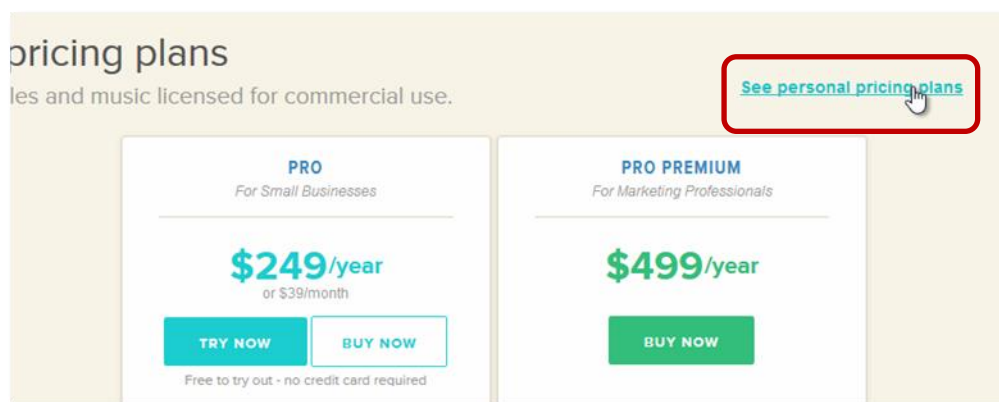 pricing plans
les and music licensed for commercial use.
See personal pricing plans
PRO
For Small Businesses
$249/year
or $39/month
TRY NOW
BUY NOW
Free to try out - no credit card required
PRO PREMIUM
For Marketing Professionals
$499/year
BUY NOW